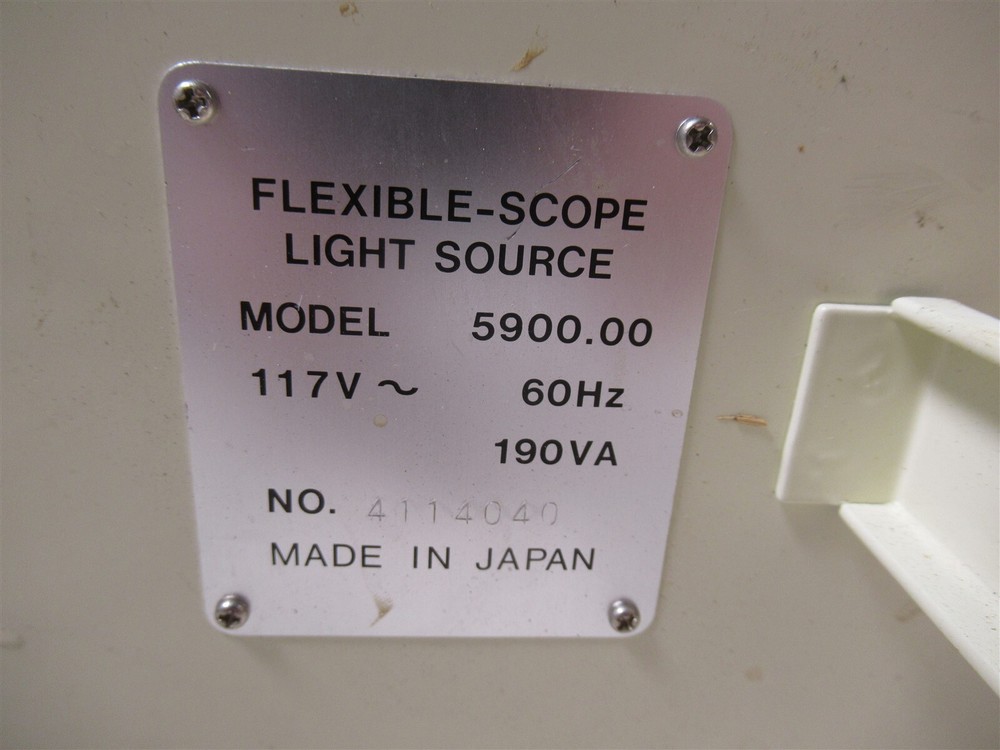 FLEXIBLE-SCOPE
LIGHT SOURCE
MODEL 5900.00
117V ~ 60Hz
190VA
NO. 4114040
MADE IN JAPAN